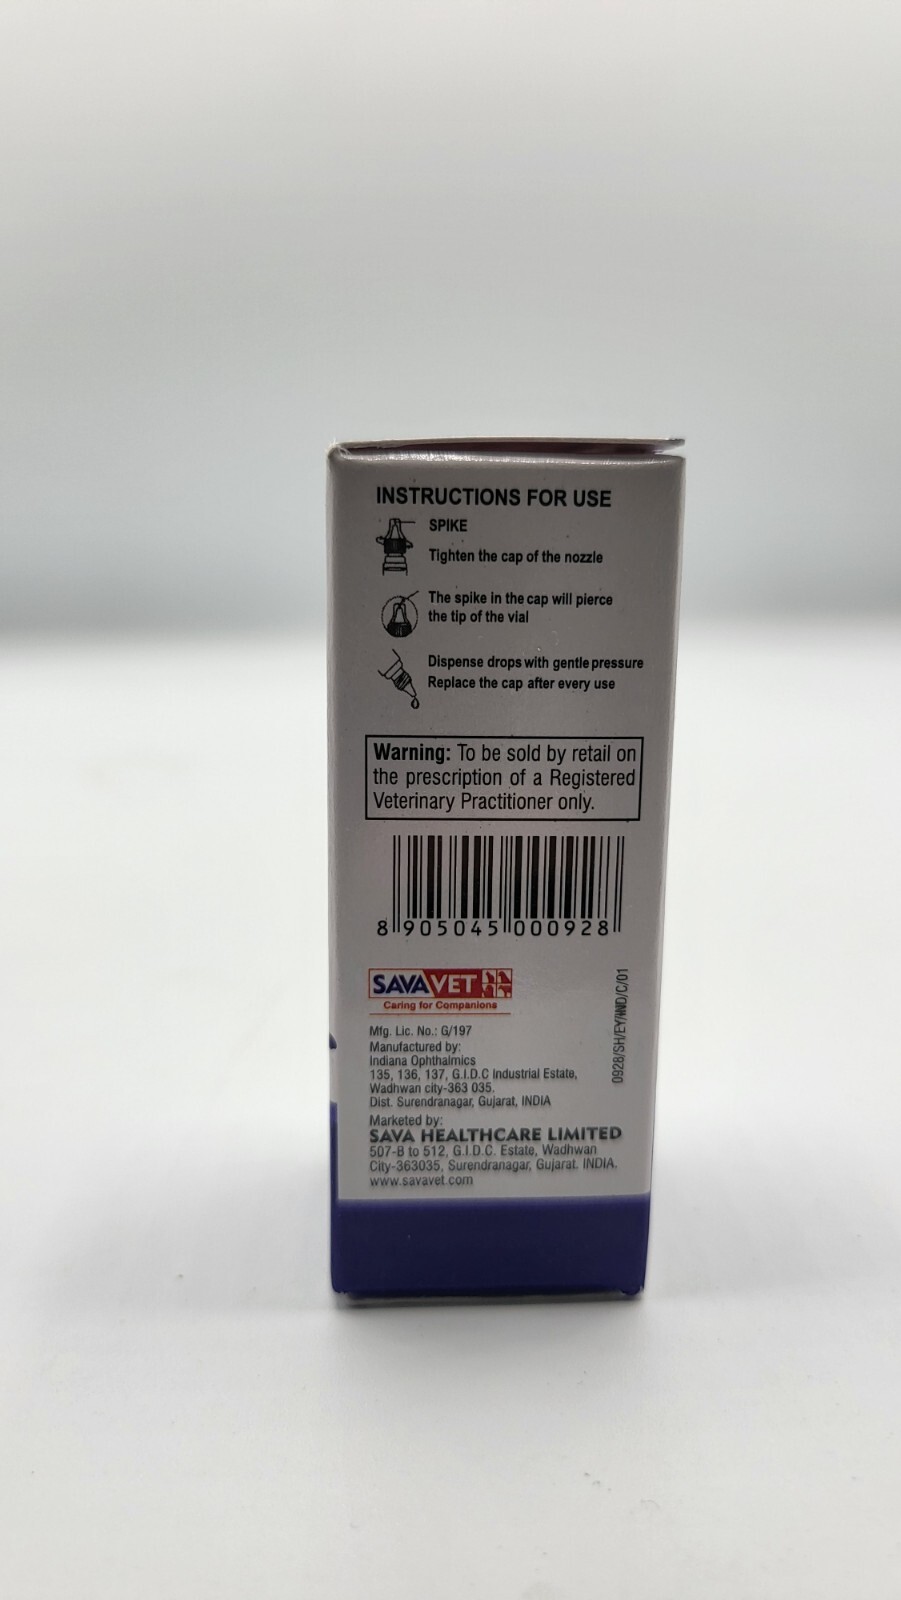 INSTRUCTIONS FOR USE
SPIKE
Tighten the cap of the nozzle
The spike in the cap will pierce
the tip of the vial
Dispense drops with gentle pressure
Replace the cap after every use
Warning: To be sold by retail on
the prescription of a Registered
Veterinary Practitioner only.
8 905045 000928
SAVAVET
Caring for Companions
0928/SH/EY/IND/C/01
Mfg. Lic. No.: G/197
Manufactured by:
Indiana Ophthalmics
135, 136, 137, G.I.D.C Industrial Estate,
Wadhwan city-363 035.
Dist. Surendranagar, Gujarat, INDIA
Marketed by:
SAVA HEALTHCARE LIMITED
507-B to 512, G.I.D.C. Estate, Wadhwan
City-363035, Surendranagar, Gujarat. INDIA.
www.savavet.com